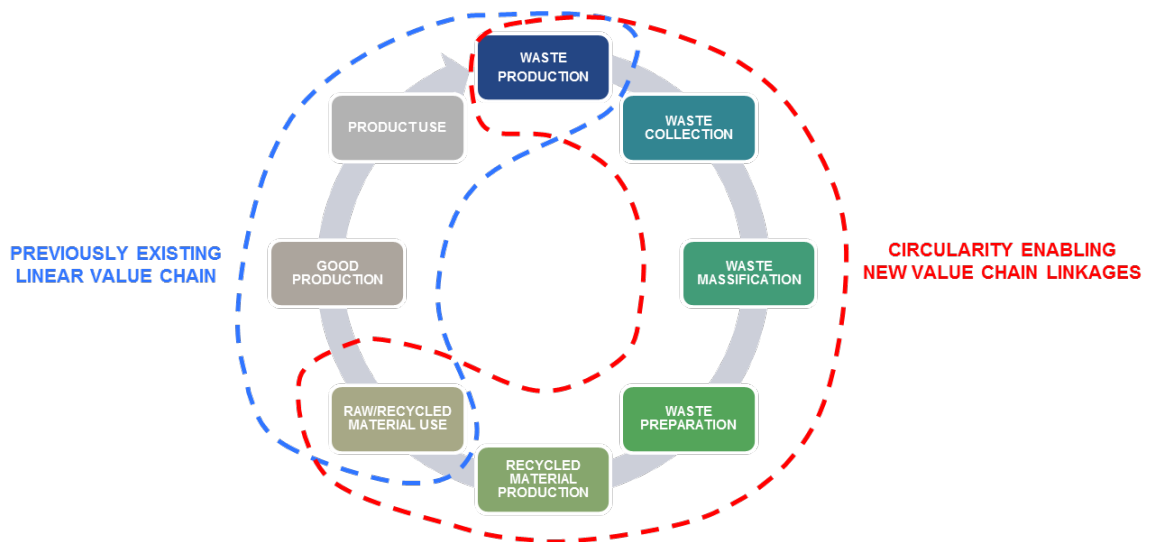 WASTE
PRODUCTION
WASTE
COLLECTION
WASTE
MASSIFICATION
WASTE
PREPARATION
RECYCLED
MATERIAL
PRODUCTION
RAW/RECYCLED
MATERIAL USE
GOOD
PRODUCTION
PRODUCT USE
PREVIOUSLY EXISTING
LINEAR VALUE CHAIN
CIRCULARITY ENABLING
NEW VALUE CHAIN LINKAGES